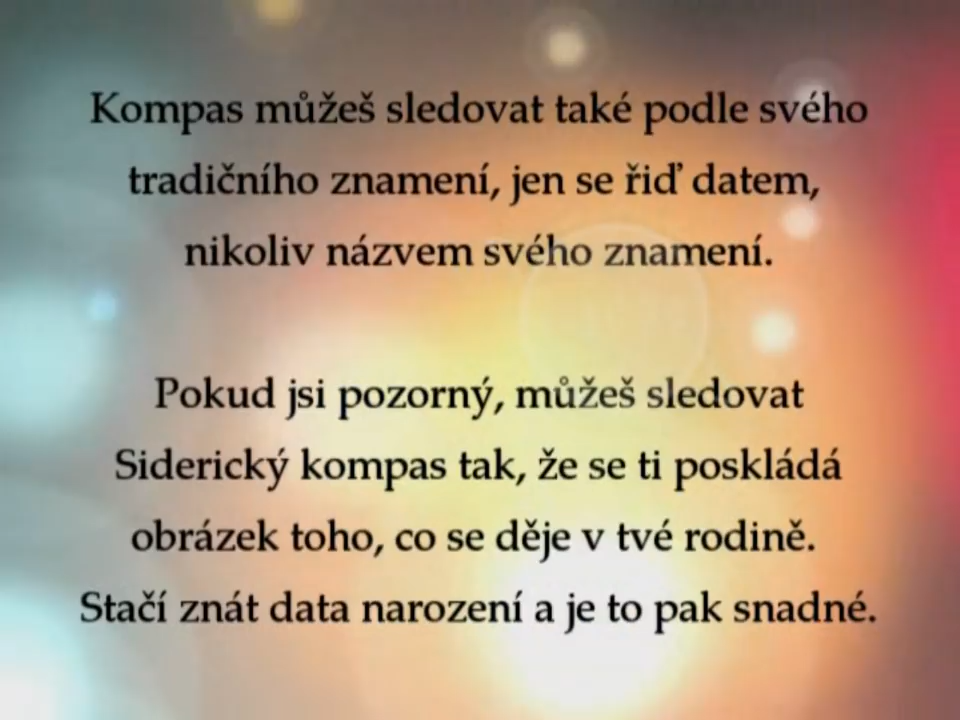 Kompas můžeš sledovat také podle svého
tradičního znamení, jen se řiď datem,
nikoliv názvem svého znamení.
Pokud jsi pozorný, můžeš sledovat
Siderický kompas tak, že se ti poskládá
obrázek toho, co se děje v tvé rodině.
Stačí znát data narození a je to pak snadné.